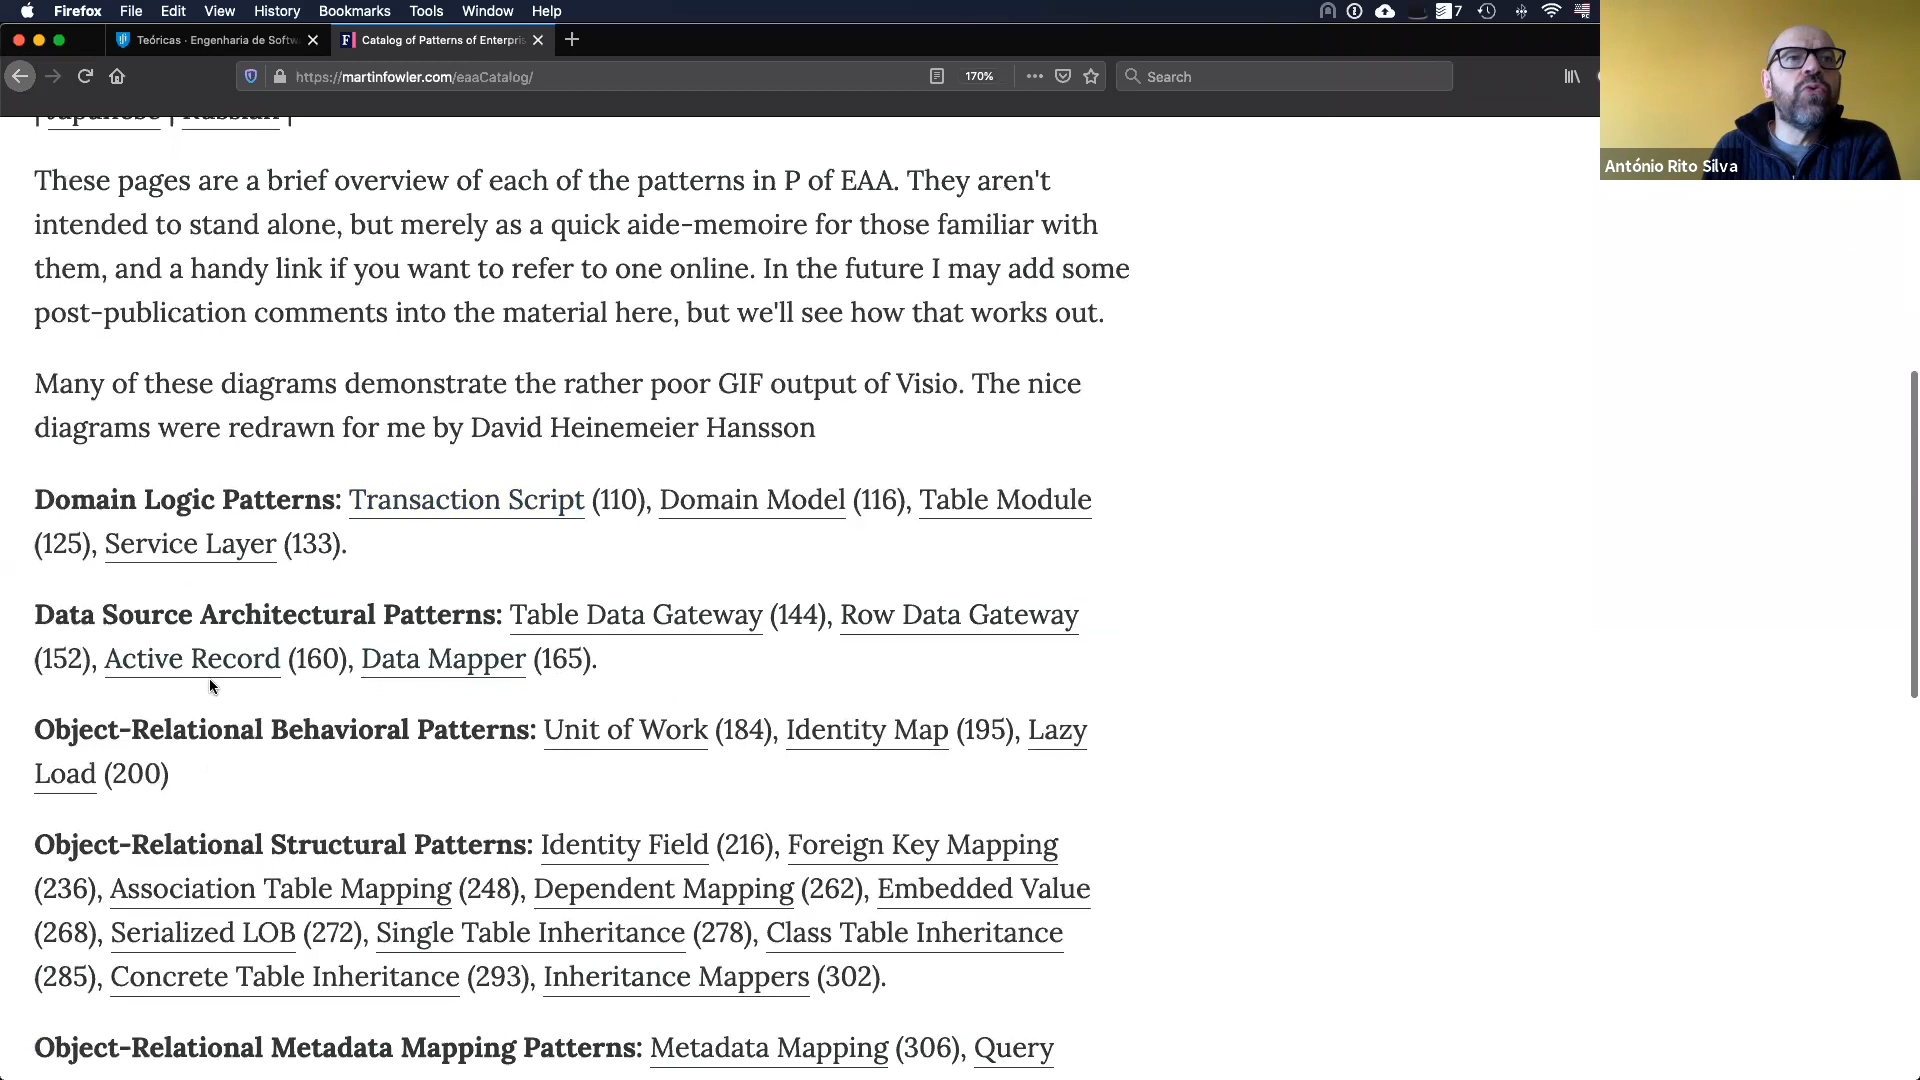 Firefox File Edit View History Bookmarks Tools Window Help 7
Teóricas · Engenharia de Softw
Catalog of Patterns of Enterpris
https://martinfowler.com/eaaCatalog/ 170% Search
| Japanese | Russian |
These pages are a brief overview of each of the patterns in P of EAA. They aren't
intended to stand alone, but merely as a quick aide-memoire for those familiar with
them, and a handy link if you want to refer to one online. In the future I may add some
post-publication comments into the material here, but we'll see how that works out.
Many of these diagrams demonstrate the rather poor GIF output of Visio. The nice
diagrams were redrawn for me by David Heinemeier Hansson
Domain Logic Patterns: Transaction Script (110), Domain Model (116), Table Module
(125), Service Layer (133).
Data Source Architectural Patterns: Table Data Gateway (144), Row Data Gateway
(152), Active Record (160), Data Mapper (165).
Object-Relational Behavioral Patterns: Unit of Work (184), Identity Map (195), Lazy
Load (200)
Object-Relational Structural Patterns: Identity Field (216), Foreign Key Mapping
(236), Association Table Mapping (248), Dependent Mapping (262), Embedded Value
(268), Serialized LOB (272), Single Table Inheritance (278), Class Table Inheritance
(285), Concrete Table Inheritance (293), Inheritance Mappers (302).
Object-Relational Metadata Mapping Patterns: Metadata Mapping (306), Query
António Rito Silva